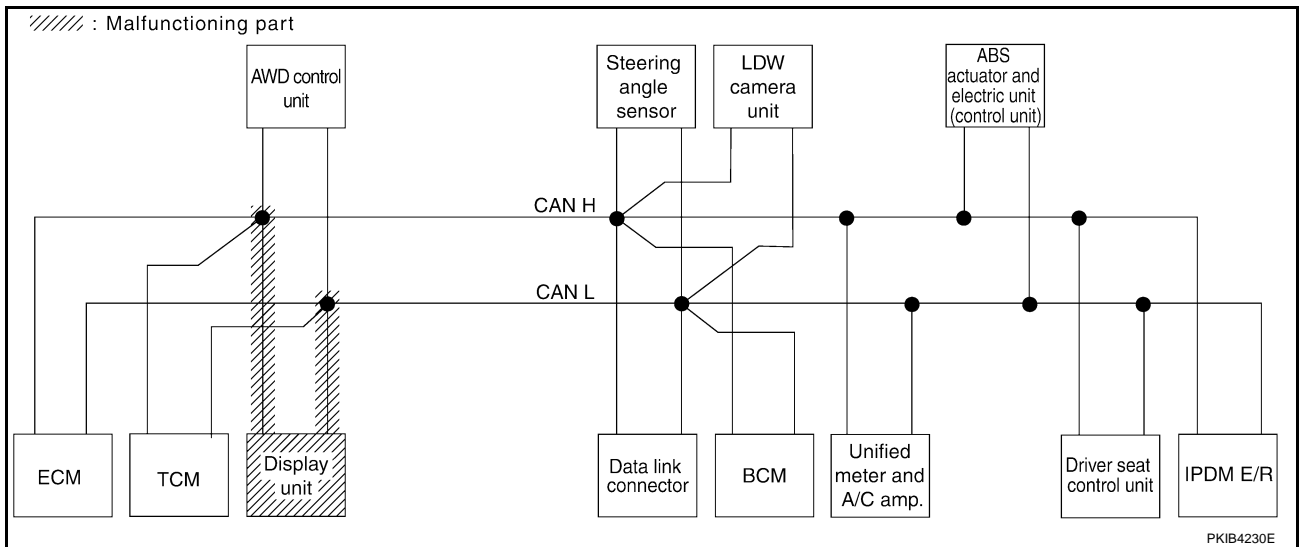 : Malfunctioning part
AWD control
unit
Steering
angle
sensor
LDW
camera
unit
ABS
actuator and
electric unit
(control unit)
CAN H
CAN L
ECM
TCM
Display
unit
Data link
connector
BCM
Unified
meter and
A/C amp.
Driver seat
control unit
IPDM E/R
PKIB4230E